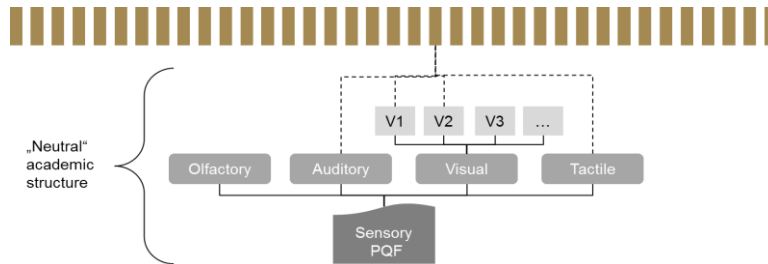 V1 V2 V3 ...
„Neutral“
academic
structure
Olfactory Auditory Visual Tactile
Sensory
PQF